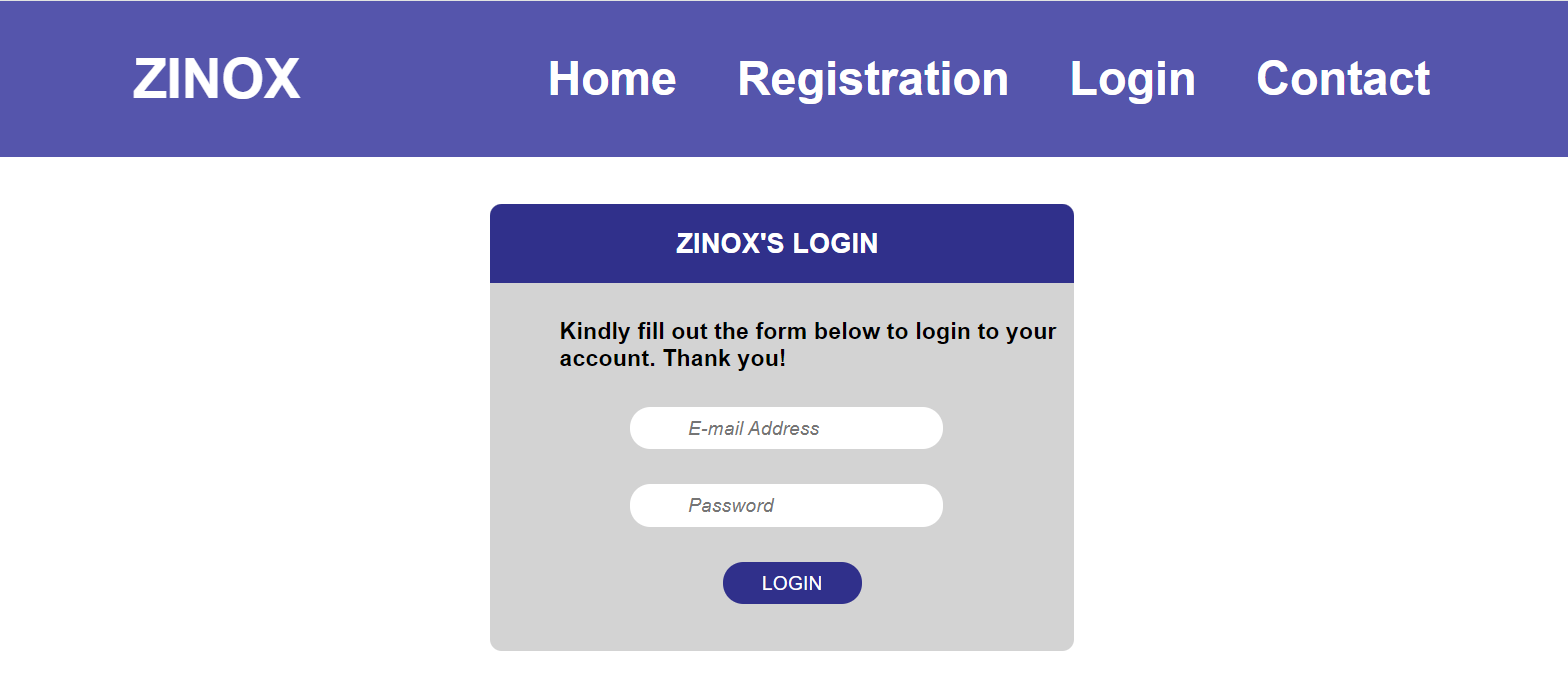 ZINOX Home Registration Login Contact
ZINOX'S LOGIN
Kindly fill out the form below to login to your
account. Thank you!
E-mail Address
Password
LOGIN